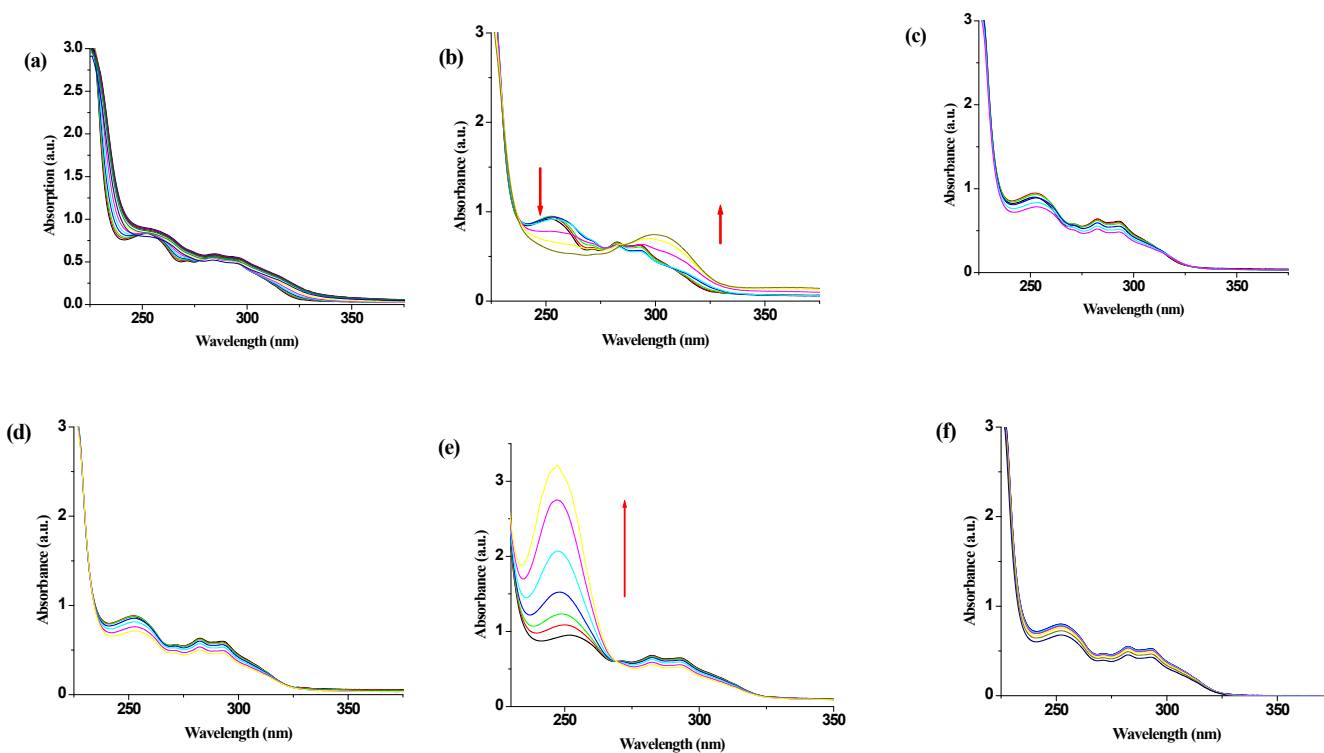 (a)
3.0
2.5
2.0
1.5
1.0
0.5
0.0
Absorption (a.u.)
250 300 350
Wavelength (nm)
(b)
3
2
1
0
Absorbance (a.u.)
250 300 350
Wavelength (nm)
(c)
3
2
1
0
Absorbance (a.u.)
250 300 350
Wavelength (nm)
(d)
3
2
1
0
Absorbance (a.u.)
250 300 350
Wavelength (nm)
(e)
3
2
1
0
Absorbance (a.u.)
250 300 350
Wavelength (nm)
(f)
3
2
1
0
Absorbance (a.u.)
250 300 350
Wavelength (nm)